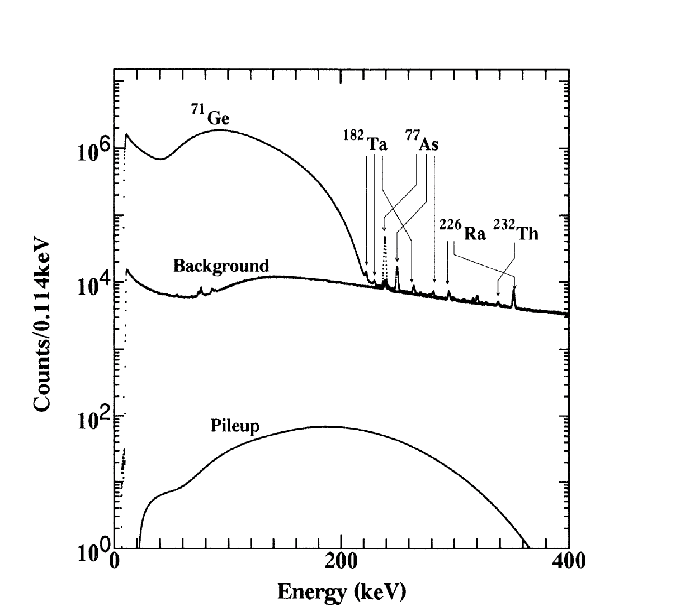 71Ge
182Ta 77As
226Ra 232Th
Background
Pileup
Counts/0.114keV
10^6
10^4
10^2
10^0
0 200 400
Energy (keV)